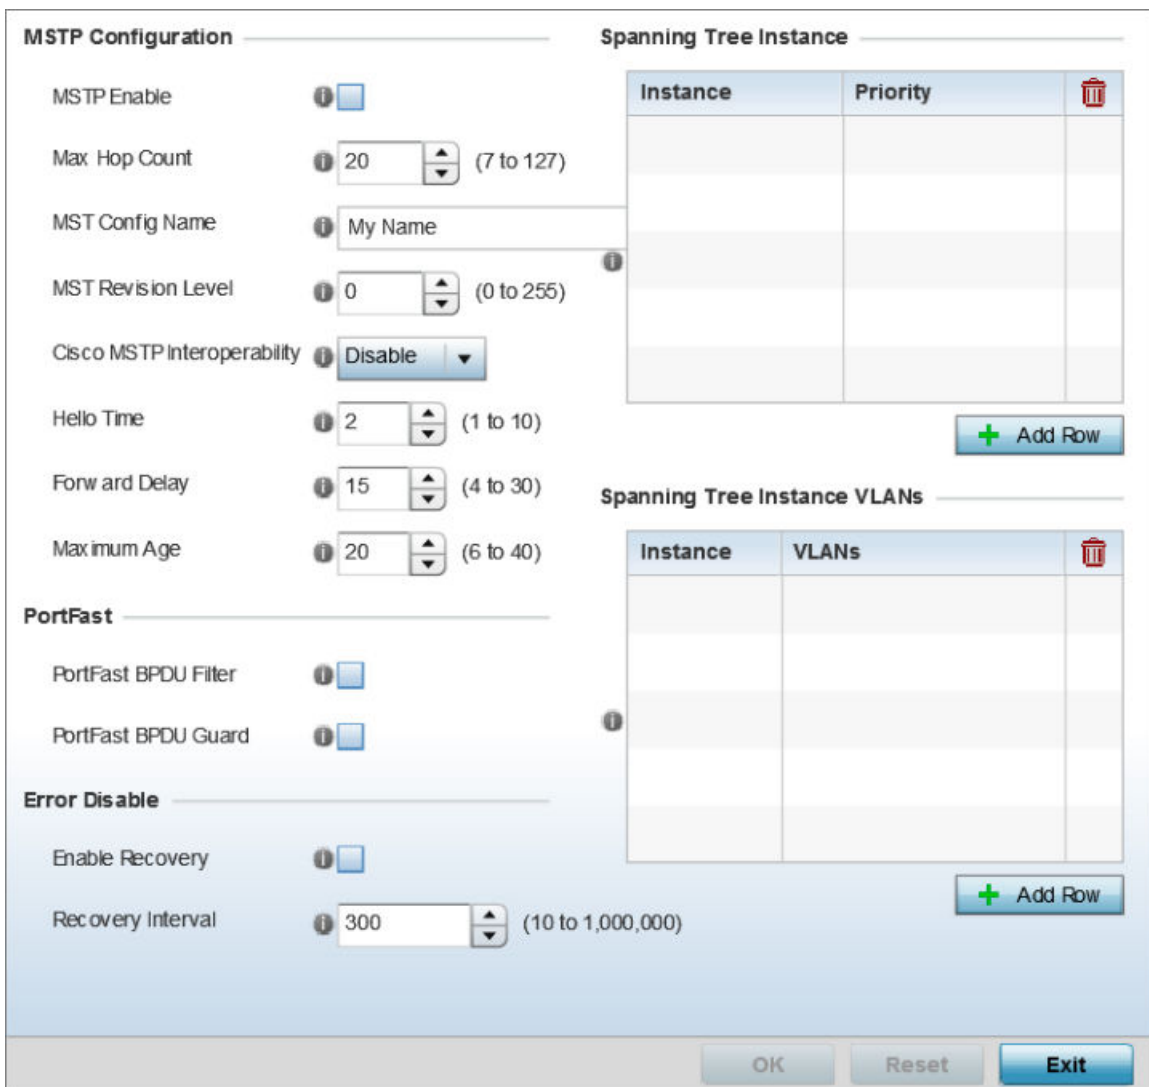 MSTP Configuration
MSTP Enable
Max Hop Count 20 (7 to 127)
MST Config Name My Name
MST Revision Level 0 (0 to 255)
Cisco MSTP Interoperability Disable
Hello Time 2 (1 to 10)
Forward Delay 15 (4 to 30)
Maximum Age 20 (6 to 40)
PortFast
PortFast BPDU Filter
PortFast BPDU Guard
Error Disable
Enable Recovery
Recovery Interval 300 (10 to 1,000,000)
Spanning Tree Instance
Instance Priority
Add Row
Spanning Tree Instance VLANs
Instance VLANs
Add Row
OK Reset Exit